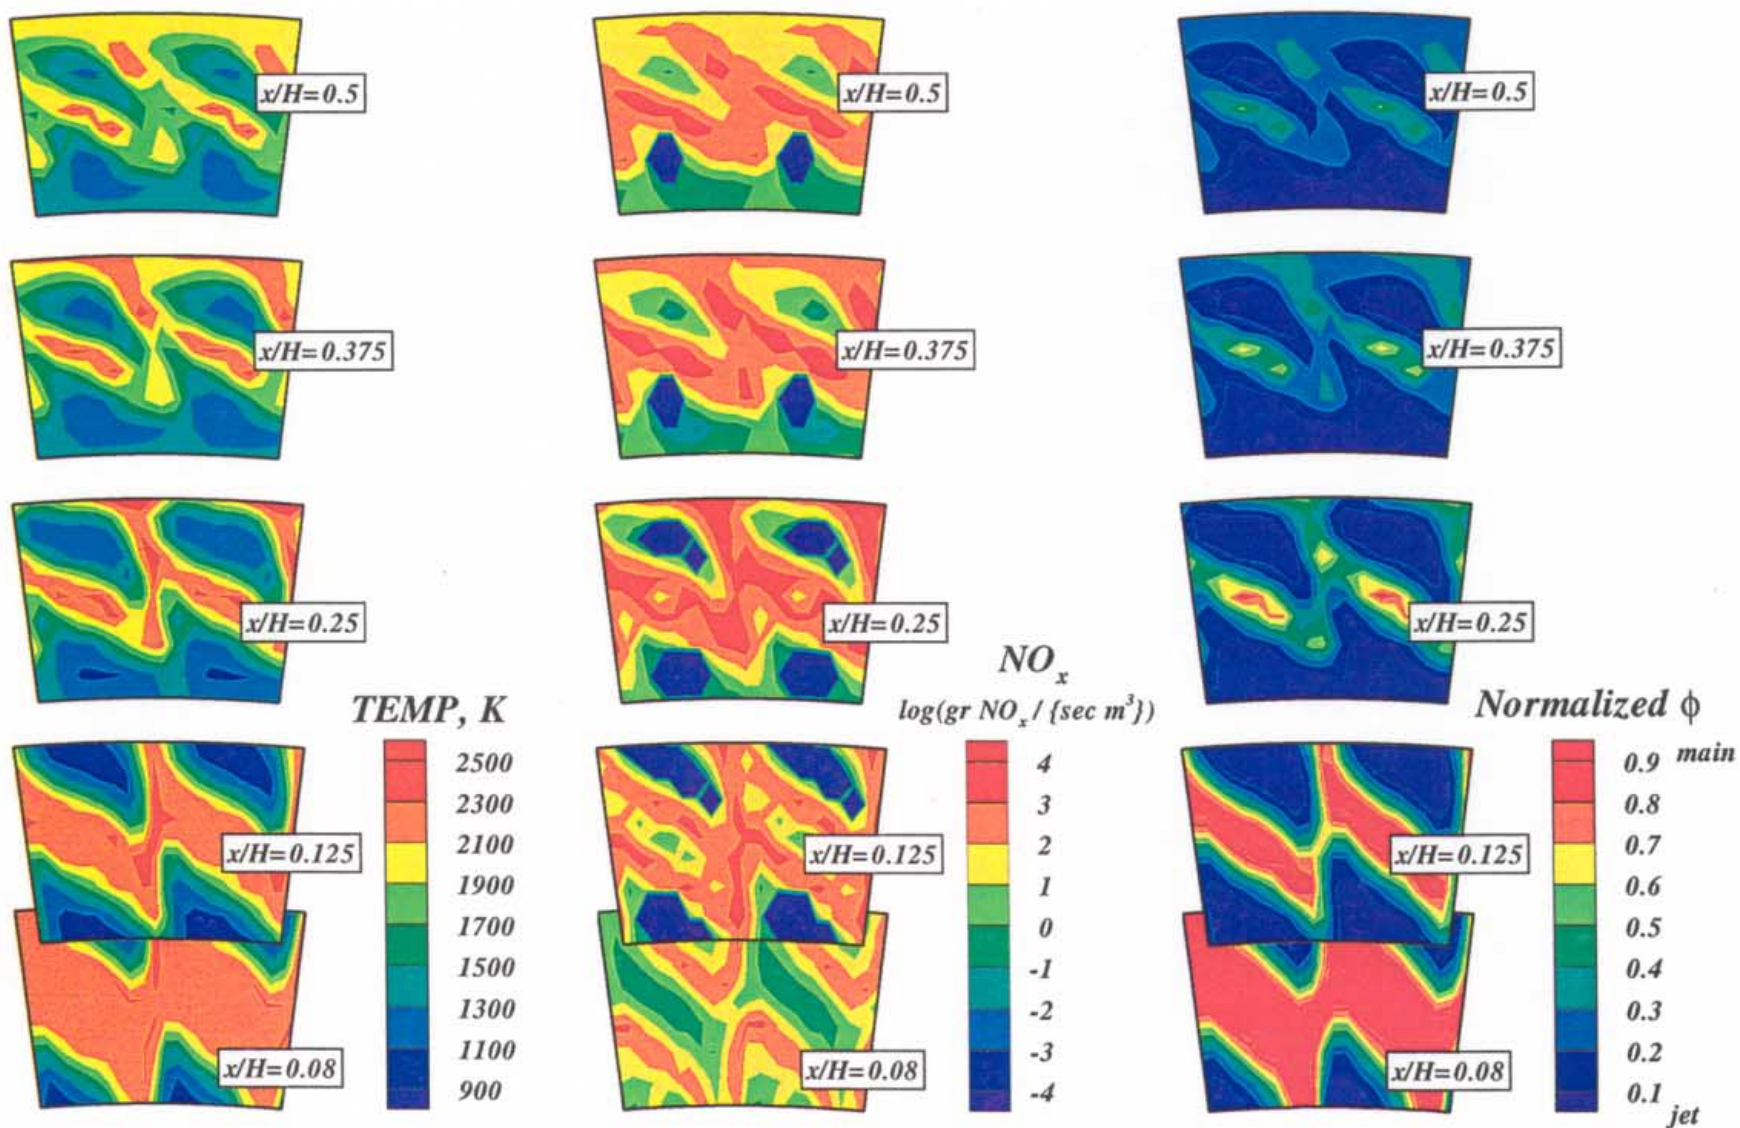 x/H=0.5
x/H=0.5
x/H=0.5
x/H=0.375
x/H=0.375
x/H=0.375
x/H=0.25
x/H=0.25
x/H=0.25
TEMP, K
2500
2300
2100
1900
1700
1500
1300
1100
900
NOx
log(gr NOx / {sec m³})
4
3
2
1
0
-1
-2
-3
-4
Normalized ϕ
main
0.9
0.8
0.7
0.6
0.5
0.4
0.3
0.2
0.1
jet
x/H=0.125
x/H=0.125
x/H=0.125
x/H=0.08
x/H=0.08
x/H=0.08